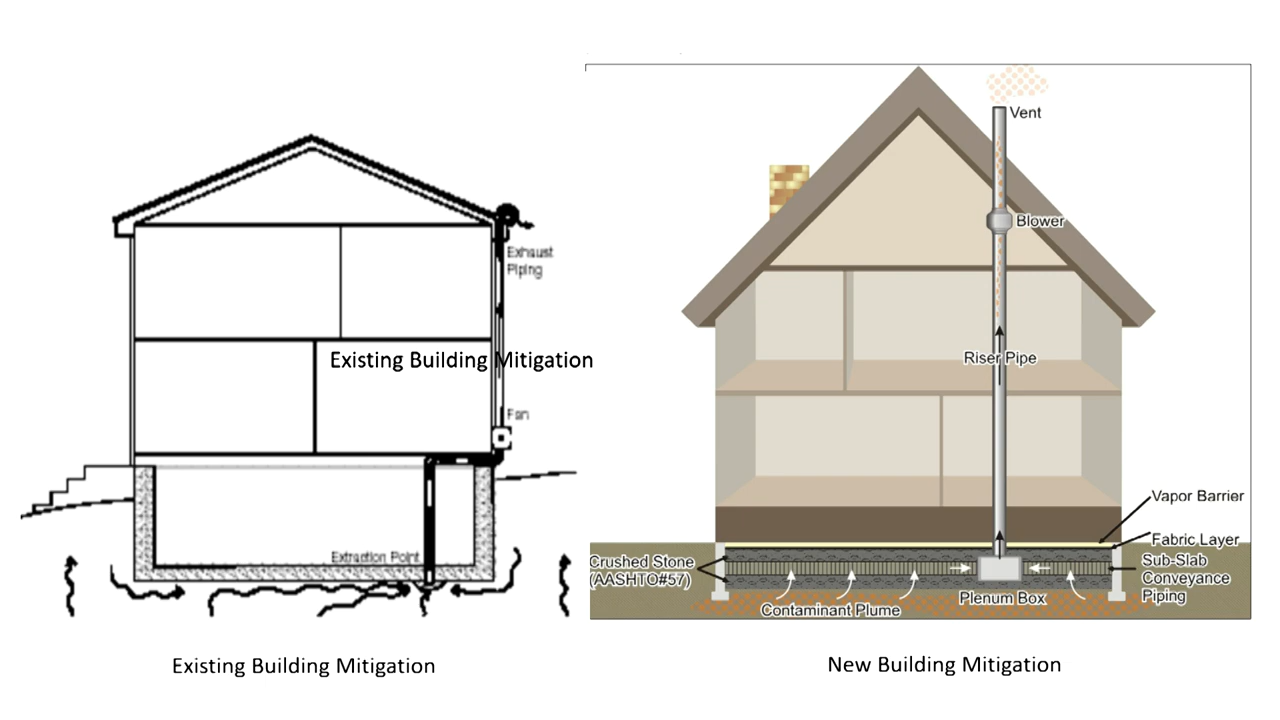 Exhaust
Piping
Existing Building Mitigation
Fan
Extraction Point
Existing Building Mitigation
Vent
Blower
Riser Pipe
Vapor Barrier
Fabric Layer
Crushed Stone
(AASHTO#57)
Sub-Slab
Conveyance
Piping
Plenum Box
Contaminant Plume
New Building Mitigation